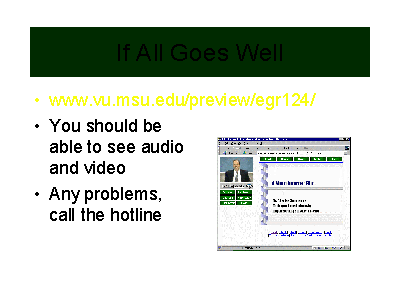 If All Goes Well
• www.vu.msu.edu/preview/egr124/
• You should be
able to see audio
and video
• Any problems,
call the hotline